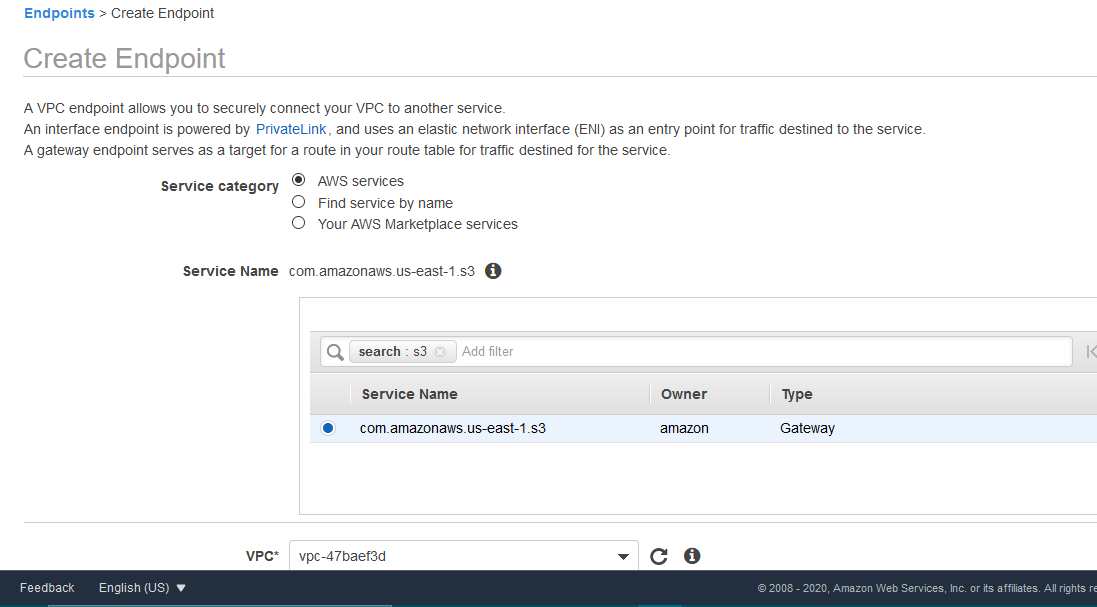 Endpoints > Create Endpoint
Create Endpoint
A VPC endpoint allows you to securely connect your VPC to another service.
An interface endpoint is powered by PrivateLink, and uses an elastic network interface (ENI) as an entry point for traffic destined to the service.
A gateway endpoint serves as a target for a route in your route table for traffic destined for the service.
Service category AWS services
Find service by name
Your AWS Marketplace services
Service Name com.amazonaws.us-east-1.s3
search : s3 Add filter
Service Name Owner Type
com.amazonaws.us-east-1.s3 amazon Gateway
VPC* vpc-47baef3d
Feedback English (US) © 2008 - 2020, Amazon Web Services, Inc. or its affiliates. All rights re